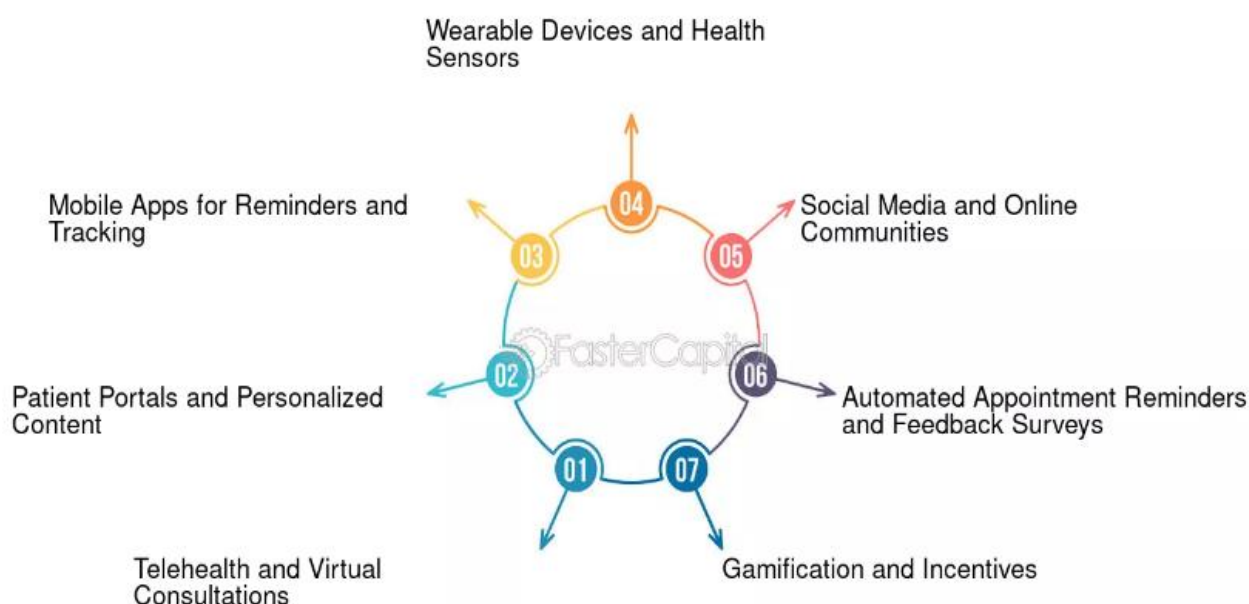 Wearable Devices and Health
Sensors
04
Mobile Apps for Reminders and
Tracking
03
05
Social Media and Online
Communities
FasterCapital
02
06
Patient Portals and Personalized
Content
Automated Appointment Reminders
and Feedback Surveys
01
07
Telehealth and Virtual
Consultations
Gamification and Incentives